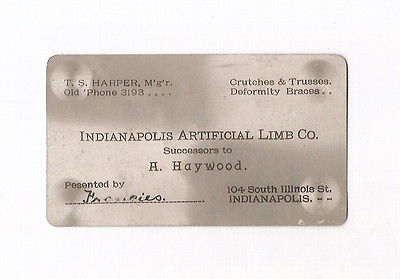 T. S. HARPER, M'g'r.
Old 'Phone 3193 . . . .
Crutches & Trusses.
Deformity Braces . .
INDIANAPOLIS ARTIFICIAL LIMB CO.
Successors to
A. Haywood.
Pesented by
104 South Illinois St.
INDIANAPOLIS. - -